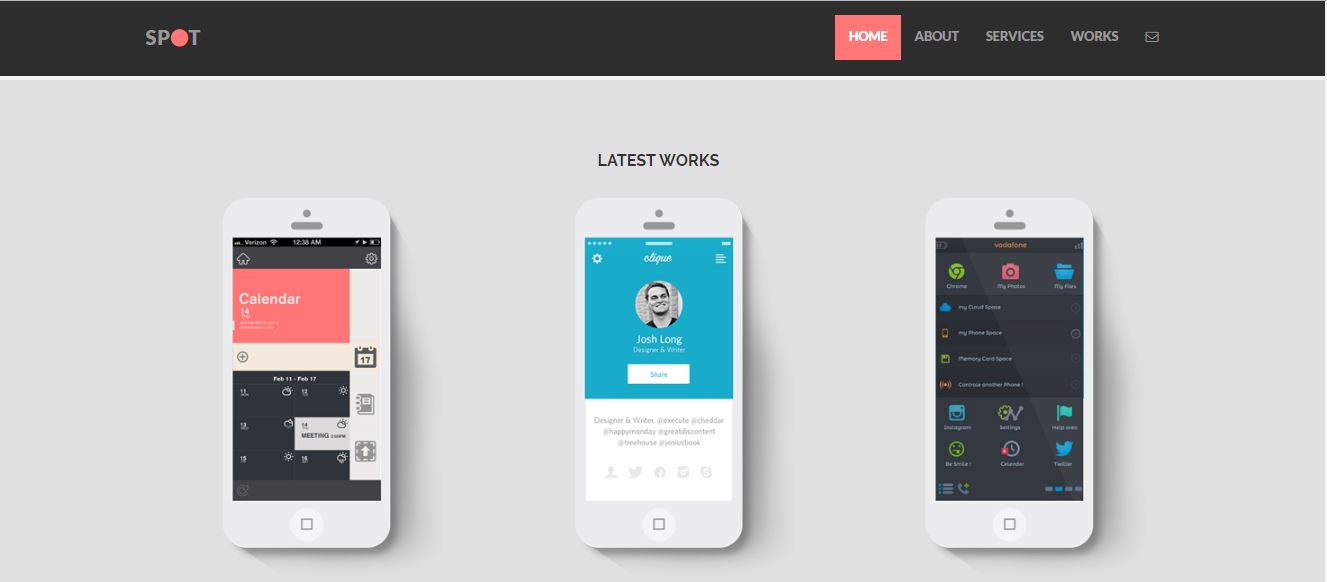 SPOT
HOME ABOUT SERVICES WORKS
LATEST WORKS
Verizon 12:38 AM
Calendar
14
17
Feb 11 - Feb 17
11 12
13 14
MEETING 2:00PM
15 16
clique
Josh Long
Designer & Writer
Share
Designer & Writer. @execute @cheddar
@happymonday @greatdiscontent
@treehouse @jeniusbook
vodafone
Chrome My Photos My Files
my Cloud Space
my Phone Space
Memory Card Space
Controle another Phone !
Instagram Settings Help area
Be Smile ! Calender Twitter